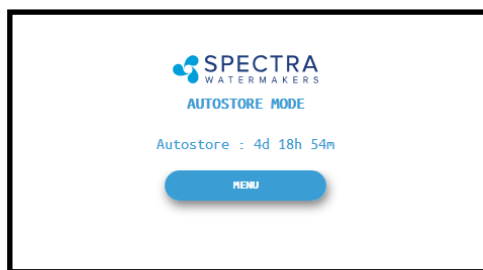 SPECTRA
WATERMAKERS
AUTOSTORE MODE
Autostore : 4d 18h 54m
MENU